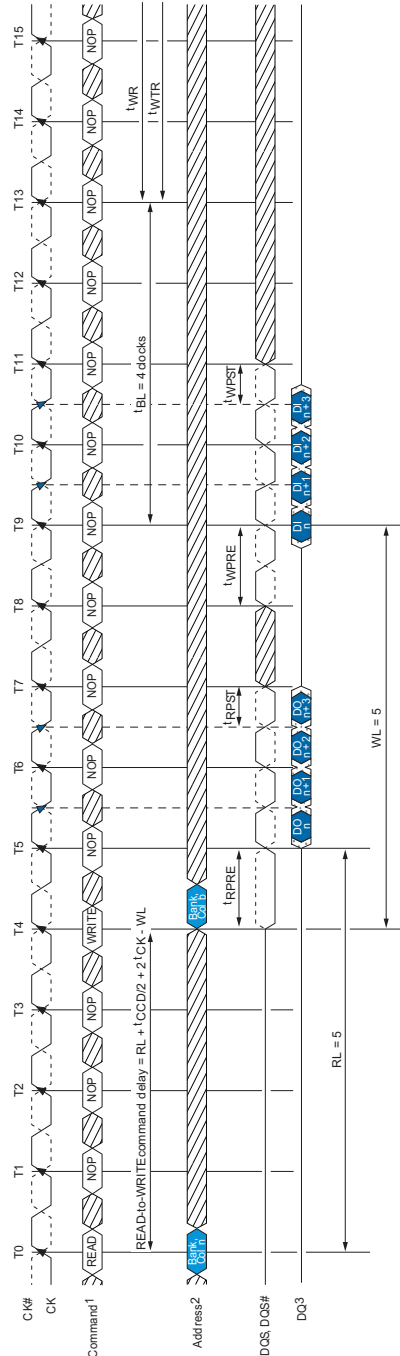 T0 T1 T2 T3 T4 T5 T6 T7 T8 T9 T10 T11 T12 T13 T14 T15
CK#
CK
Command1 READ NOP NOP NOP WRITE NOP NOP NOP NOP NOP NOP NOP NOP NOP NOP NOP
READ-to-WRITEcommand delay = RL + tCCD/2 + 2 tCK - WL
tBL = 4 docks
tWR
tWTR
Address2 Bank, Col n Bank, Col b
tRPRE tRPST tWPRE tWPST
DQS, DQS#
DQ3 DO n DO n+1 DO n+2 DO n+3 DI n DI n+1 DI n+2 DI n+3
WL = 5
RL = 5